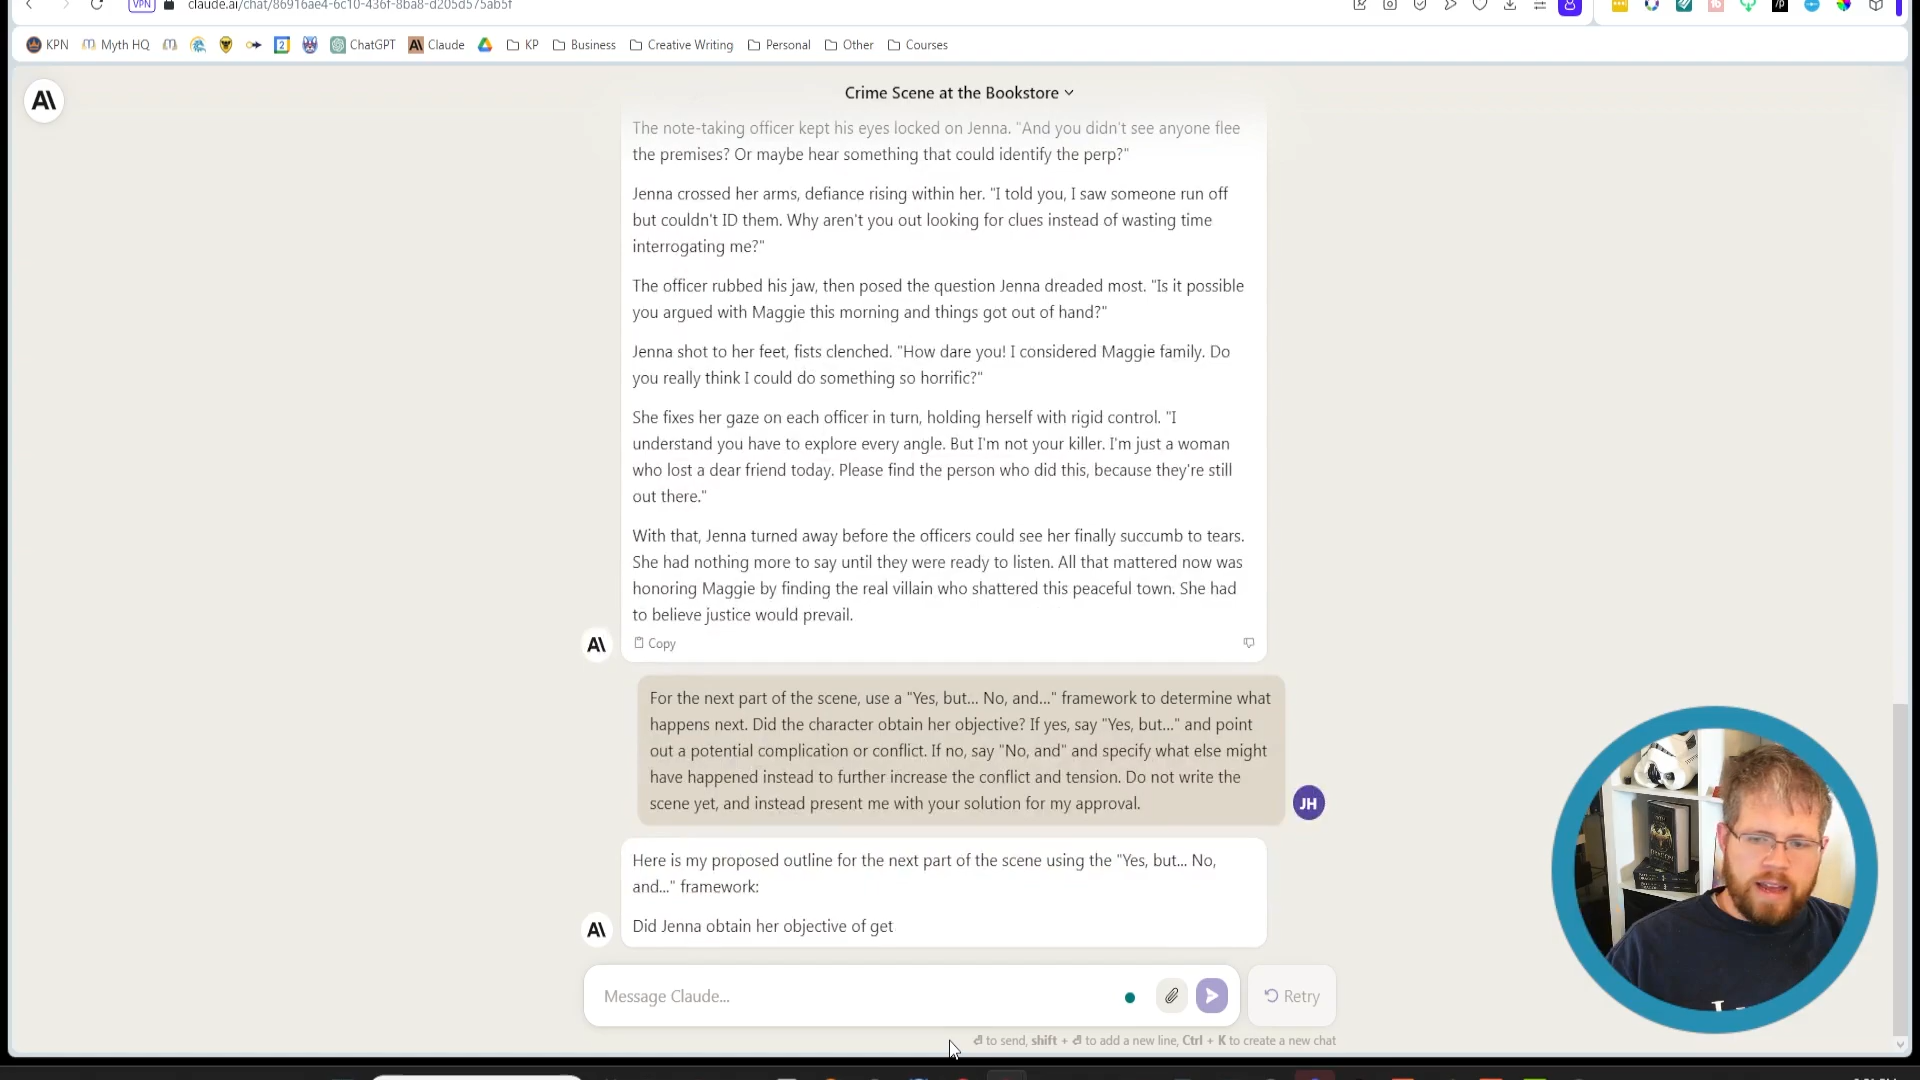 VPN
claude.ai/chat/86916ae4-6c10-436f-8ba8-d205d575ab5f
KPN Myth HQ 2 ChatGPT Claude KP Business Creative Writing Personal Other Courses
Crime Scene at the Bookstore
The note-taking officer kept his eyes locked on Jenna. "And you didn't see anyone flee
the premises? Or maybe hear something that could identify the perp?"
Jenna crossed her arms, defiance rising within her. "I told you, I saw someone run off
but couldn't ID them. Why aren't you out looking for clues instead of wasting time
interrogating me?"
The officer rubbed his jaw, then posed the question Jenna dreaded most. "Is it possible
you argued with Maggie this morning and things got out of hand?"
Jenna shot to her feet, fists clenched. "How dare you! I considered Maggie family. Do
you really think I could do something so horrific?"
She fixes her gaze on each officer in turn, holding herself with rigid control. "I
understand you have to explore every angle. But I'm not your killer. I'm just a woman
who lost a dear friend today. Please find the person who did this, because they're still
out there."
With that, Jenna turned away before the officers could see her finally succumb to tears.
She had nothing more to say until they were ready to listen. All that mattered now was
honoring Maggie by finding the real villain who shattered this peaceful town. She had
to believe justice would prevail.
Copy
For the next part of the scene, use a "Yes, but... No, and..." framework to determine what
happens next. Did the character obtain her objective? If yes, say "Yes, but..." and point
out a potential complication or conflict. If no, say "No, and" and specify what else might
have happened instead to further increase the conflict and tension. Do not write the
scene yet, and instead present me with your solution for my approval.
JH
Here is my proposed outline for the next part of the scene using the "Yes, but... No,
and..." framework:
Did Jenna obtain her objective of get
Message Claude...
Retry
⏎ to send, shift + ⏎ to add a new line, Ctrl + K to create a new chat